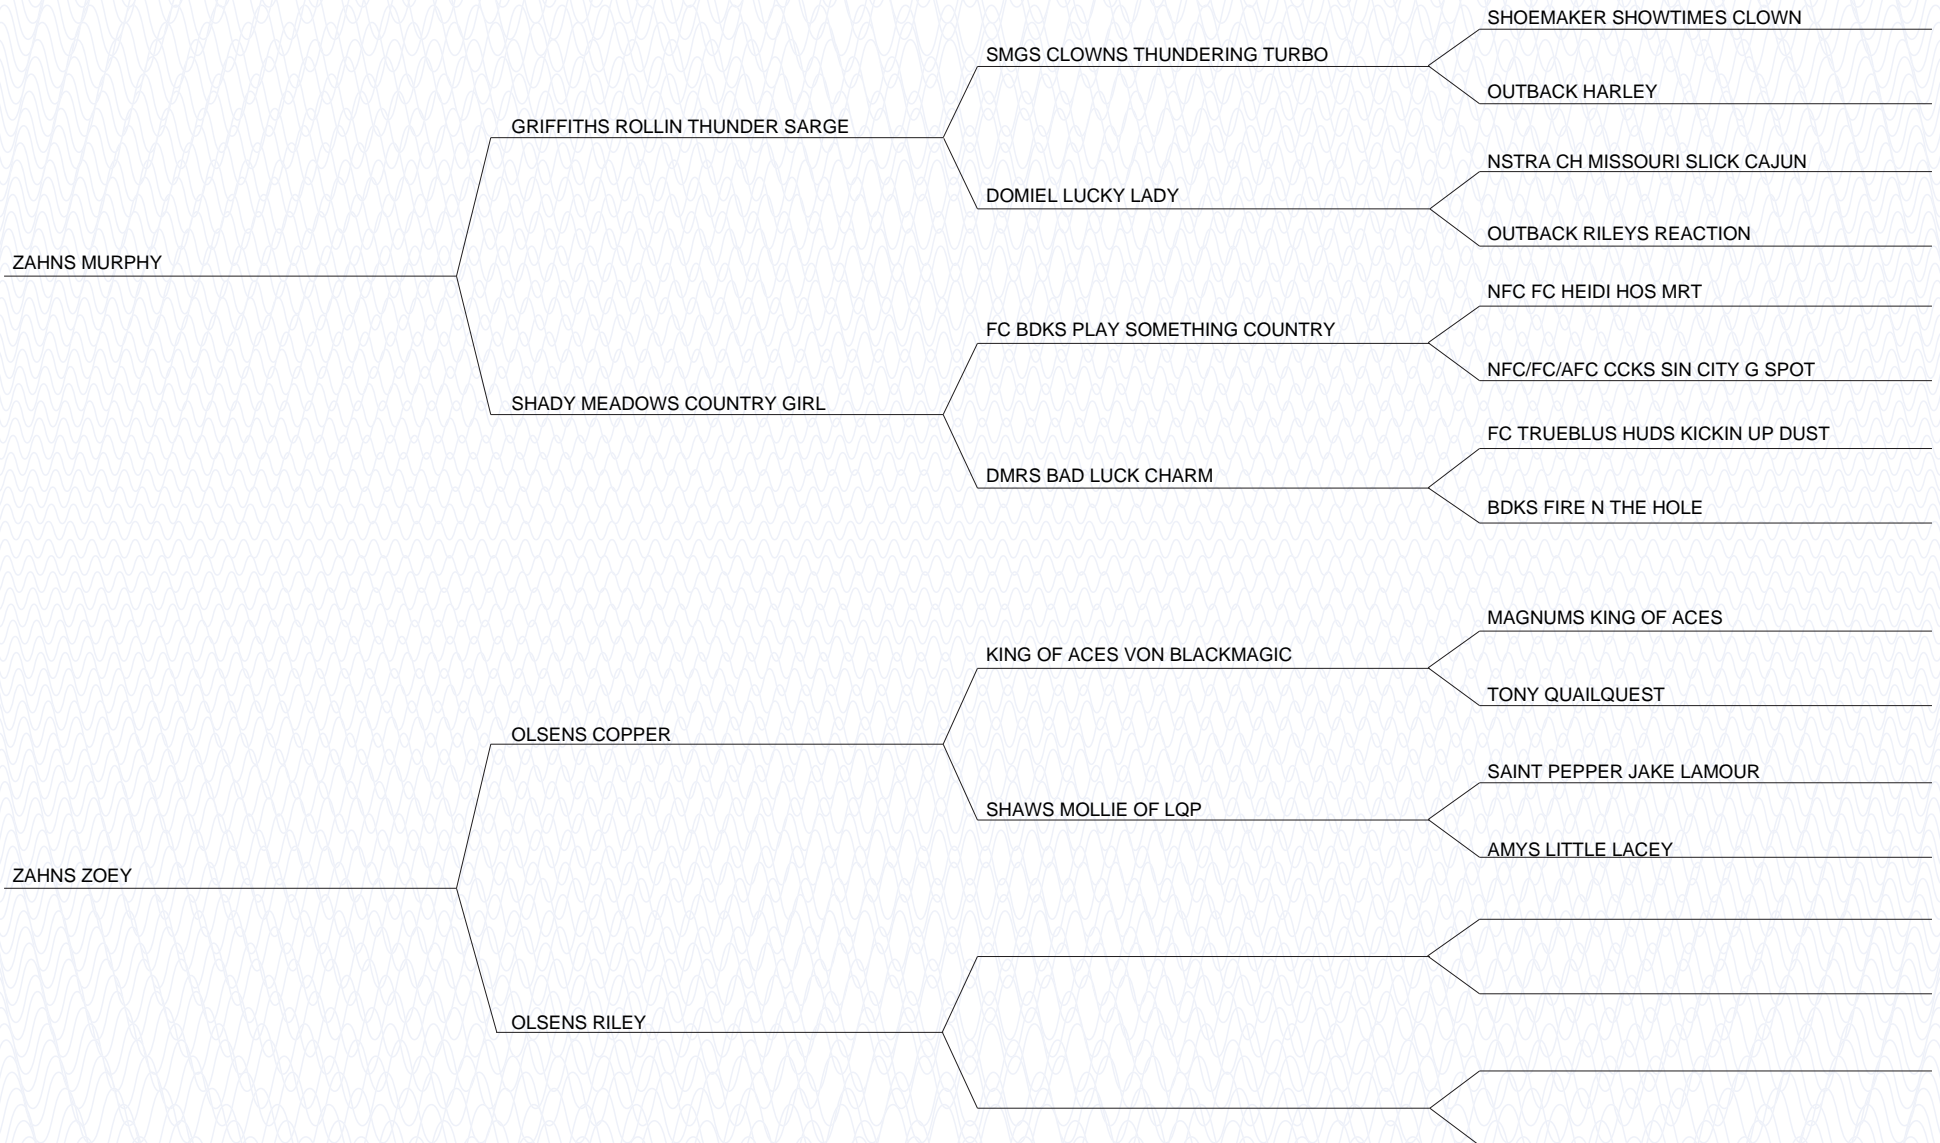 SHOEMAKER SHOWTIMES CLOWN
SMGS CLOWNS THUNDERING TURBO
OUTBACK HARLEY
GRIFFITHS ROLLIN THUNDER SARGE
NSTRA CH MISSOURI SLICK CAJUN
DOMIEL LUCKY LADY
OUTBACK RILEYS REACTION
ZAHNS MURPHY
NFC FC HEIDI HOS MRT
FC BDKS PLAY SOMETHING COUNTRY
NFC/FC/AFC CCKS SIN CITY G SPOT
SHADY MEADOWS COUNTRY GIRL
FC TRUEBLUS HUDS KICKIN UP DUST
DMRS BAD LUCK CHARM
BDKS FIRE N THE HOLE
MAGNUMS KING OF ACES
KING OF ACES VON BLACKMAGIC
TONY QUAILQUEST
OLSENS COPPER
SAINT PEPPER JAKE LAMOUR
SHAWS MOLLIE OF LQP
AMYS LITTLE LACEY
ZAHNS ZOEY
OLSENS RILEY